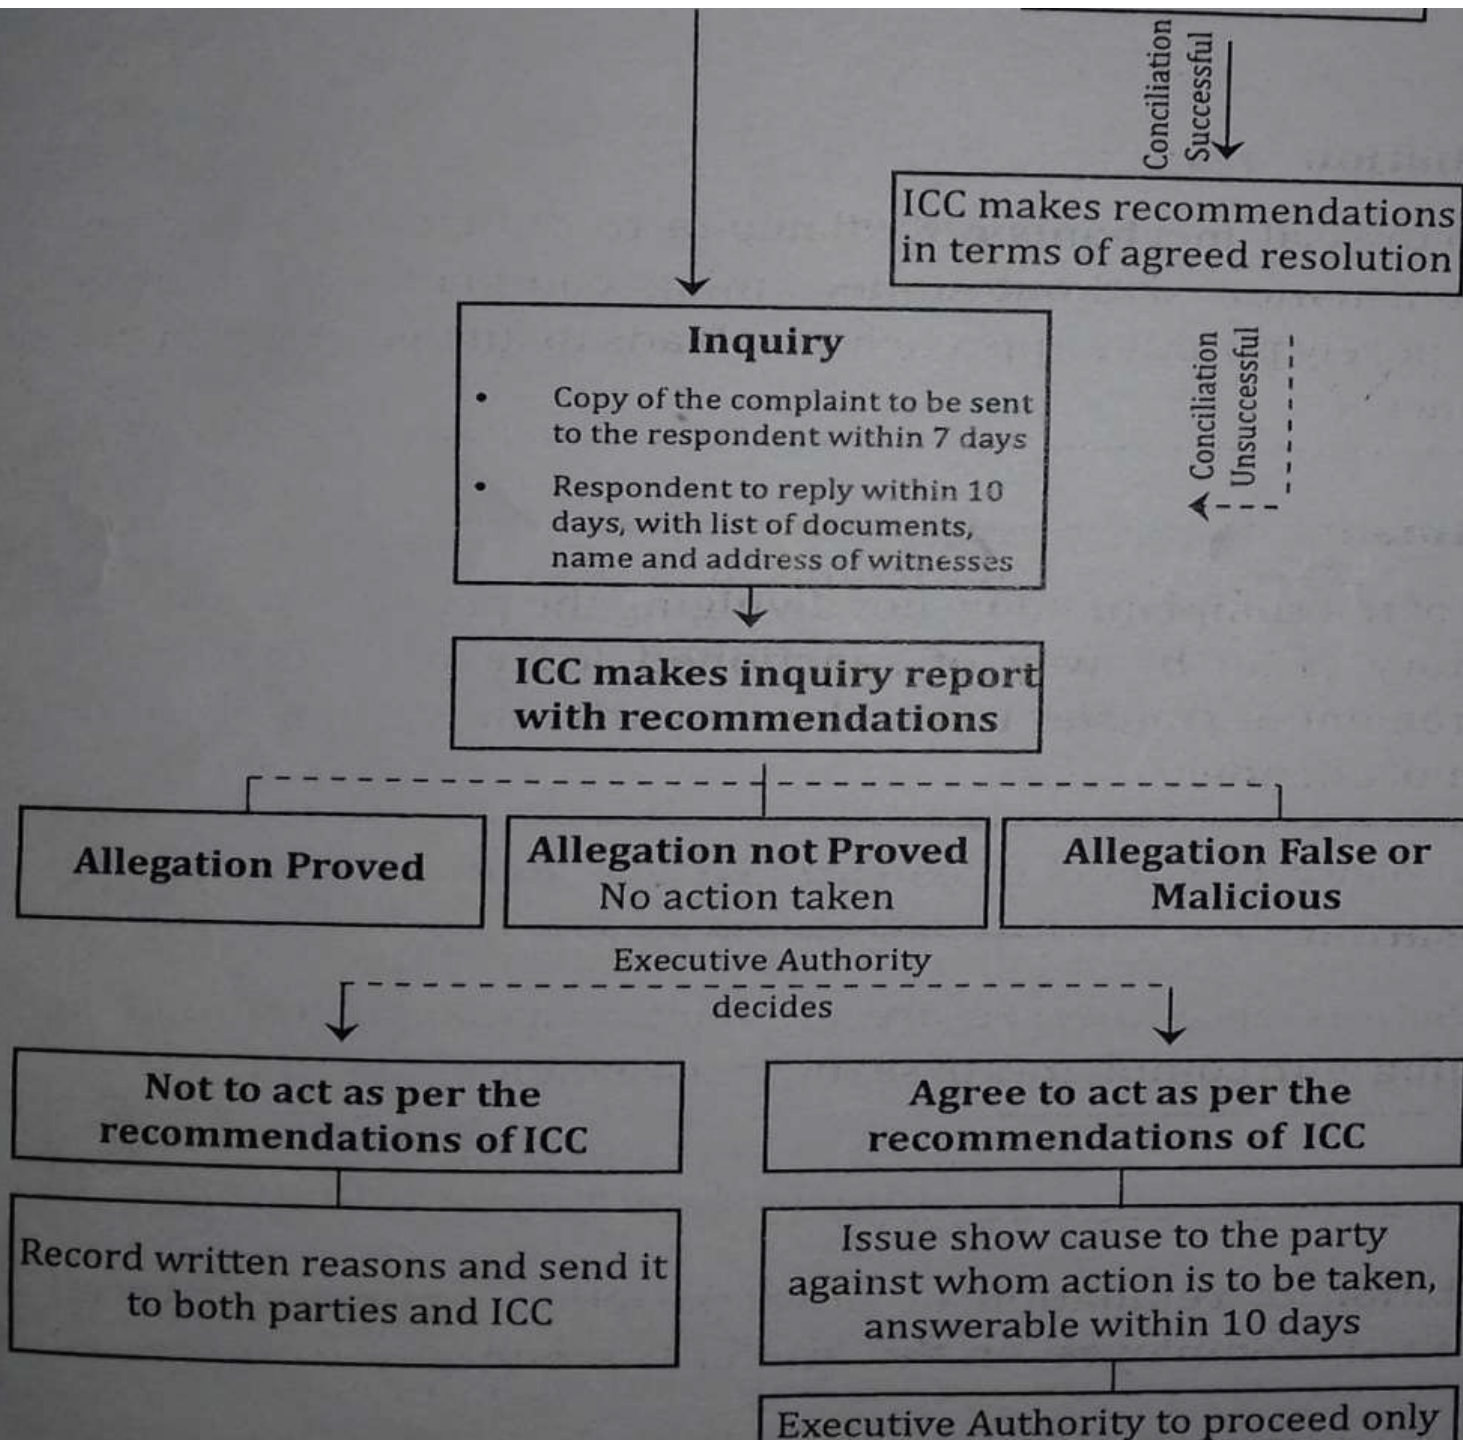 Conciliation
Successful
ICC makes recommendations
in terms of agreed resolution
Inquiry
• Copy of the complaint to be sent
to the respondent within 7 days
• Respondent to reply within 10
days, with list of documents,
name and address of witnesses
Conciliation
Unsuccessful
ICC makes inquiry report
with recommendations
Allegation Proved
Allegation not Proved
No action taken
Allegation False or
Malicious
Executive Authority
decides
Not to act as per the
recommendations of ICC
Agree to act as per the
recommendations of ICC
Record written reasons and send it
to both parties and ICC
Issue show cause to the party
against whom action is to be taken,
answerable within 10 days
Executive Authority to proceed only